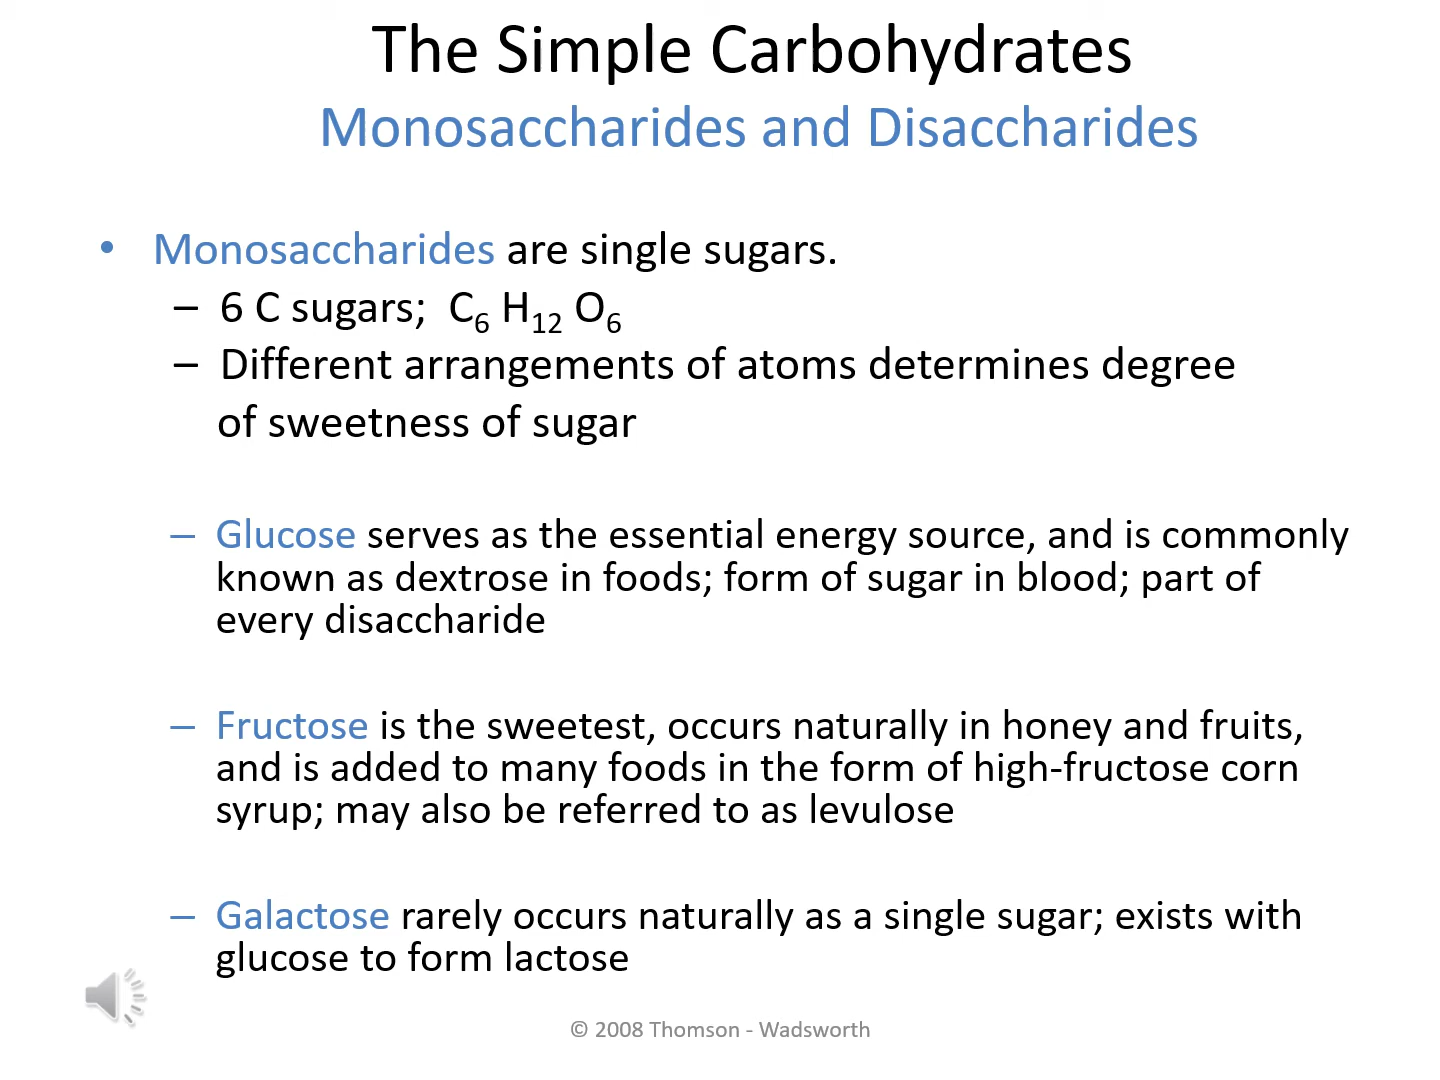 The Simple Carbohydrates
Monosaccharides and Disaccharides
• Monosaccharides are single sugars.
– 6 C sugars; C6 H12 O6
– Different arrangements of atoms determines degree
of sweetness of sugar
– Glucose serves as the essential energy source, and is commonly
known as dextrose in foods; form of sugar in blood; part of
every disaccharide
– Fructose is the sweetest, occurs naturally in honey and fruits,
and is added to many foods in the form of high-fructose corn
syrup; may also be referred to as levulose
– Galactose rarely occurs naturally as a single sugar; exists with
glucose to form lactose
© 2008 Thomson - Wadsworth